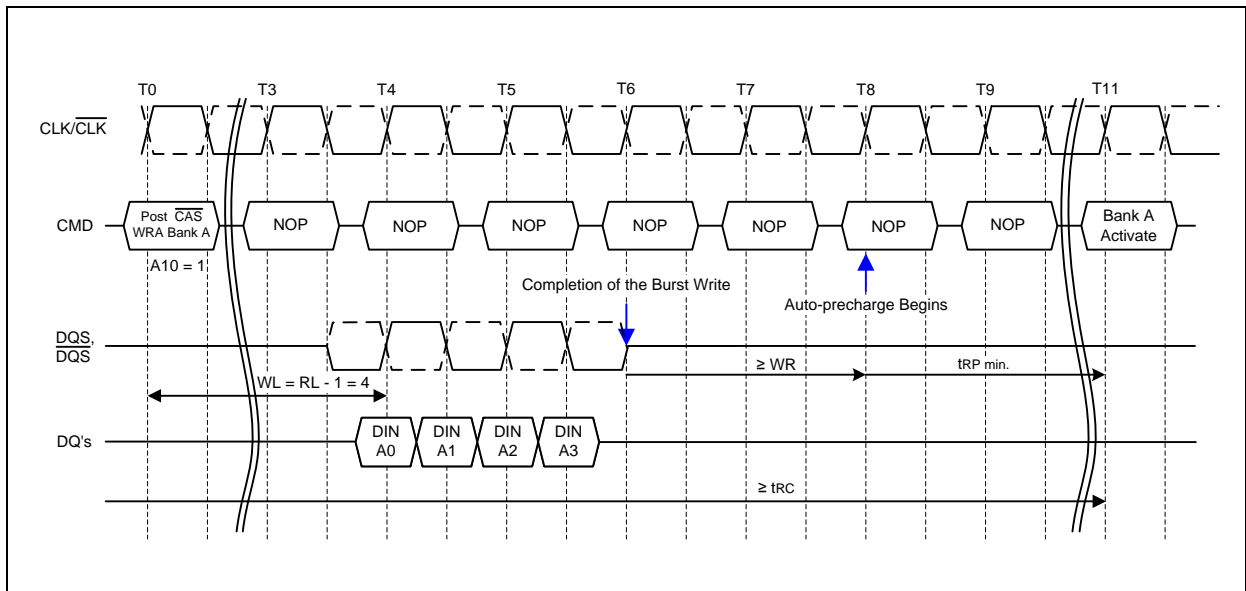 T0 T3 T4 T5 T6 T7 T8 T9 T11
CLK/CLK
CMD
Post CAS
WRA Bank A
NOP NOP NOP NOP NOP NOP NOP
Bank A
Activate
A10 = 1
Completion of the Burst Write
Auto-precharge Begins
DQS,
DQS
≥ WR
tRP min.
WL = RL - 1 = 4
DQ's
DIN
A0
DIN
A1
DIN
A2
DIN
A3
≥ tRC